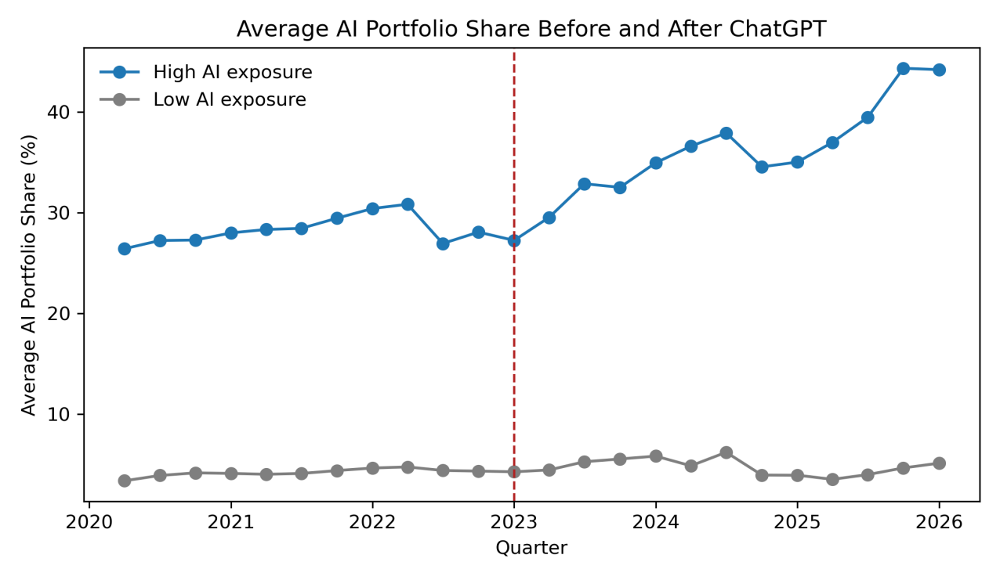 Average AI Portfolio Share Before and After ChatGPT
High AI exposure
Low AI exposure
Average AI Portfolio Share (%)
40
30
20
10
2020 2021 2022 2023 2024 2025 2026
Quarter